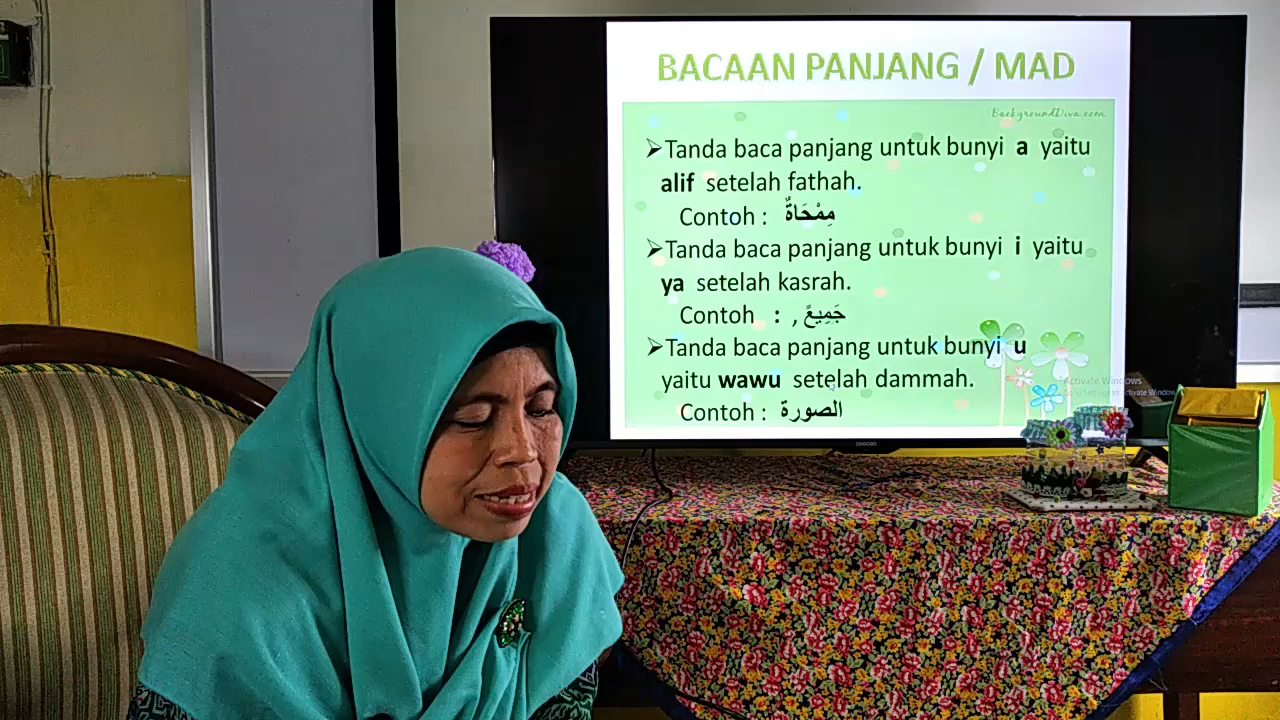 BACAAN PANJANG / MAD
BackgroundDiva.com
➢Tanda baca panjang untuk bunyi a yaitu
alif setelah fathah.
Contoh : مِمْحَاةٌ
➢Tanda baca panjang untuk bunyi i yaitu
ya setelah kasrah.
Contoh : , جَمِيعً
➢Tanda baca panjang untuk bunyi u
yaitu wawu setelah dammah.
Contoh : الصورة
Activate Windows